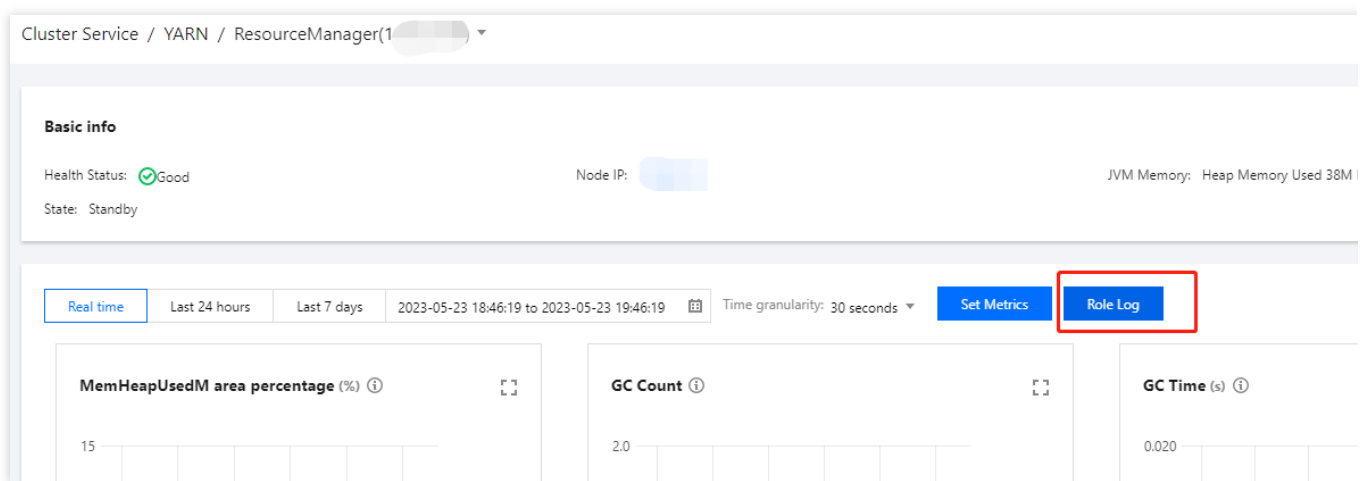 Cluster Service / YARN / ResourceManager(1 )
Basic info
Health Status: Good
Node IP:
JVM Memory: Heap Memory Used 38M
State: Standby
Real time Last 24 hours Last 7 days 2023-05-23 18:46:19 to 2023-05-23 19:46:19 Time granularity: 30 seconds Set Metrics Role Log
MemHeapUsedM area percentage (%)
GC Count
GC Time (s)
15
2.0
0.020